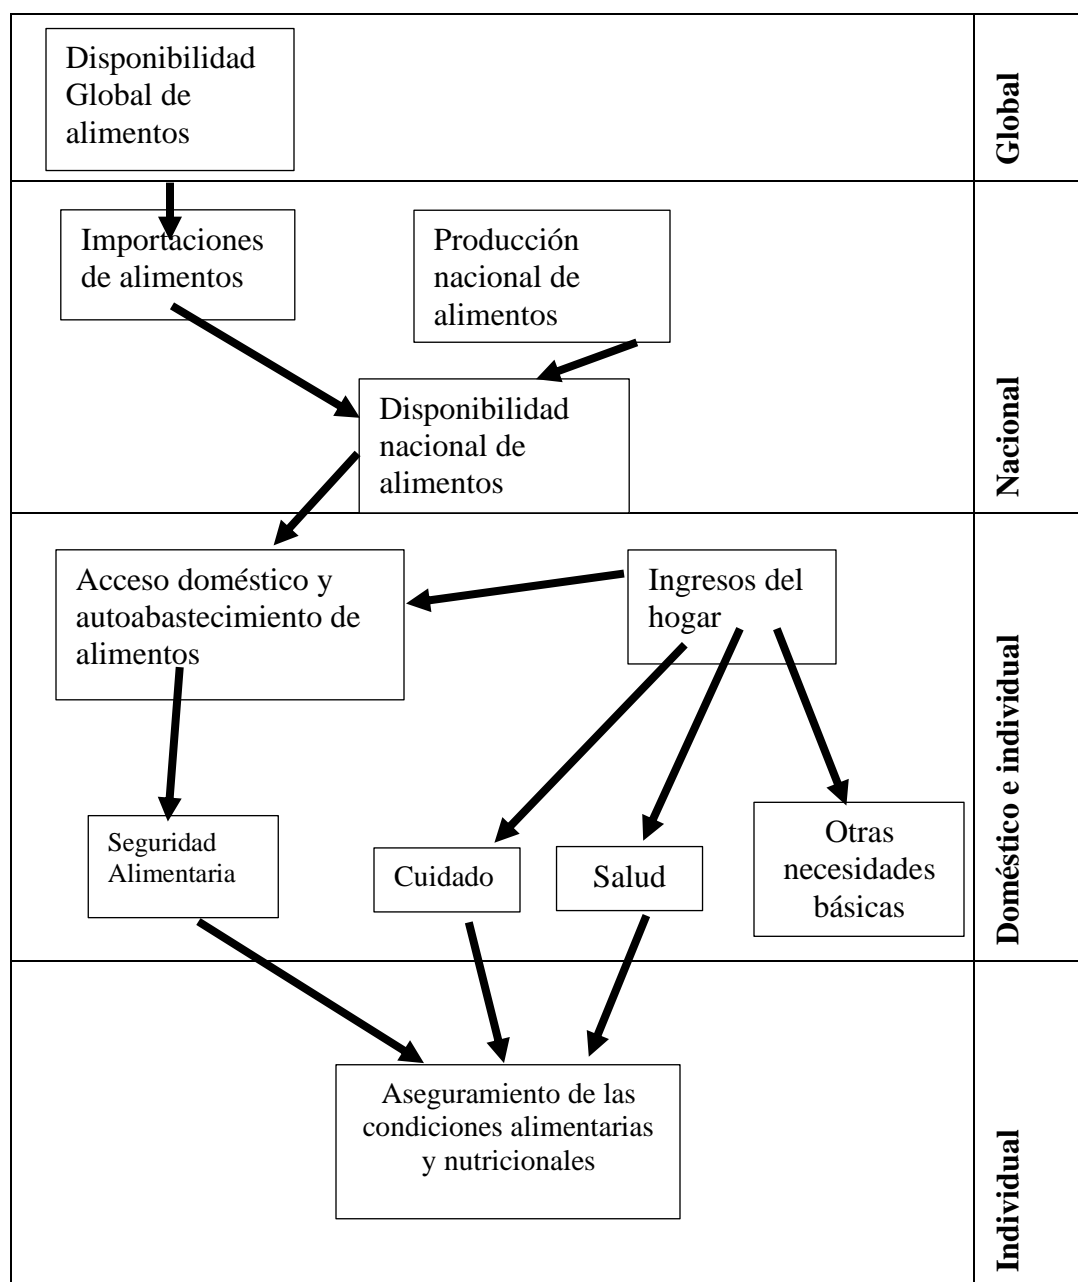 Disponibilidad
Global de
alimentos
Global
Importaciones
de alimentos
Producción
nacional de
alimentos
Disponibilidad
nacional de
alimentos
Nacional
Acceso doméstico y
autoabastecimiento de
alimentos
Ingresos del
hogar
Seguridad
Alimentaria
Cuidado
Salud
Otras
necesidades
básicas
Doméstico e individual
Aseguramiento de las
condiciones alimentarias
y nutricionales
Individual